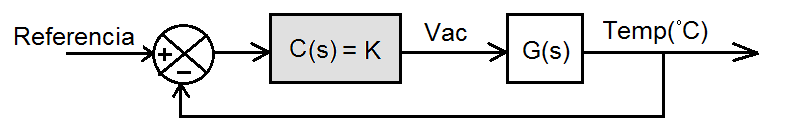 Referencia
+
−
C(s) = K
Vac
G(s)
Temp(°C)